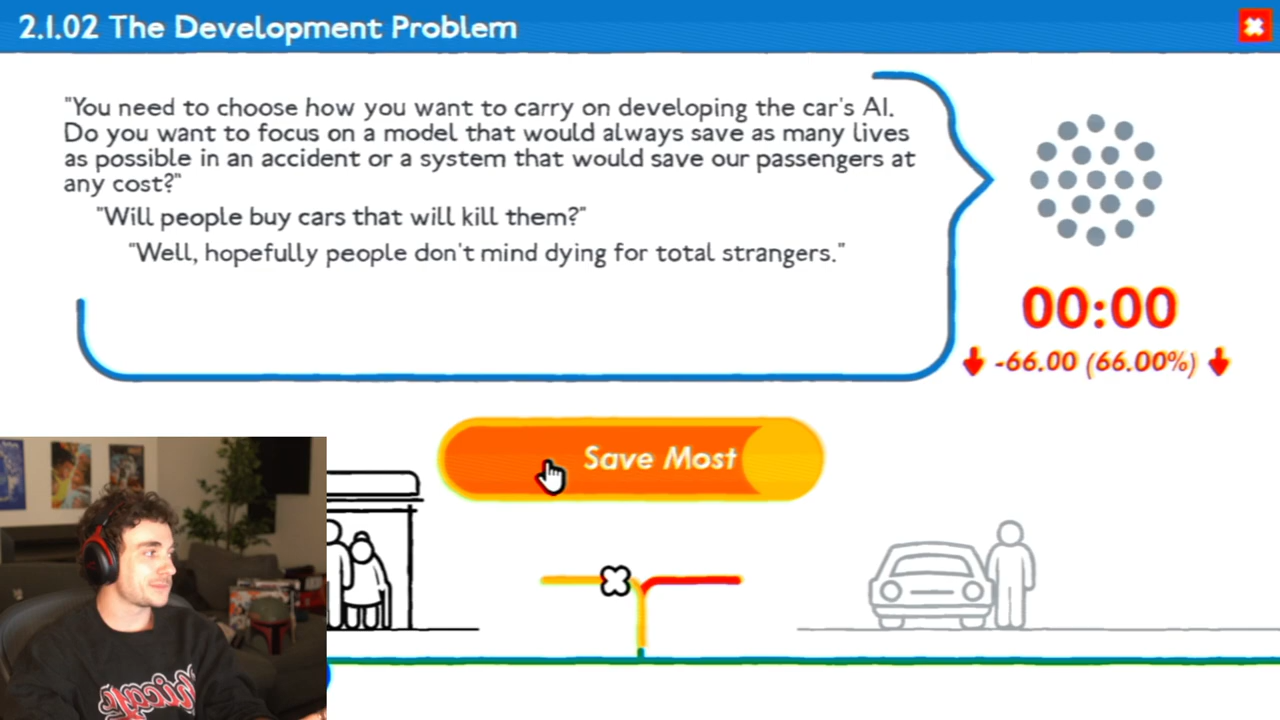 2.1.02 The Development Problem
"You need to choose how you want to carry on developing the car's AI.
Do you want to focus on a model that would always save as many lives
as possible in an accident or a system that would save our passengers at
any cost?"
"Will people buy cars that will kill them?"
"Well, hopefully people don't mind dying for total strangers."
00:00
-66.00 (66.00%)
Save Most